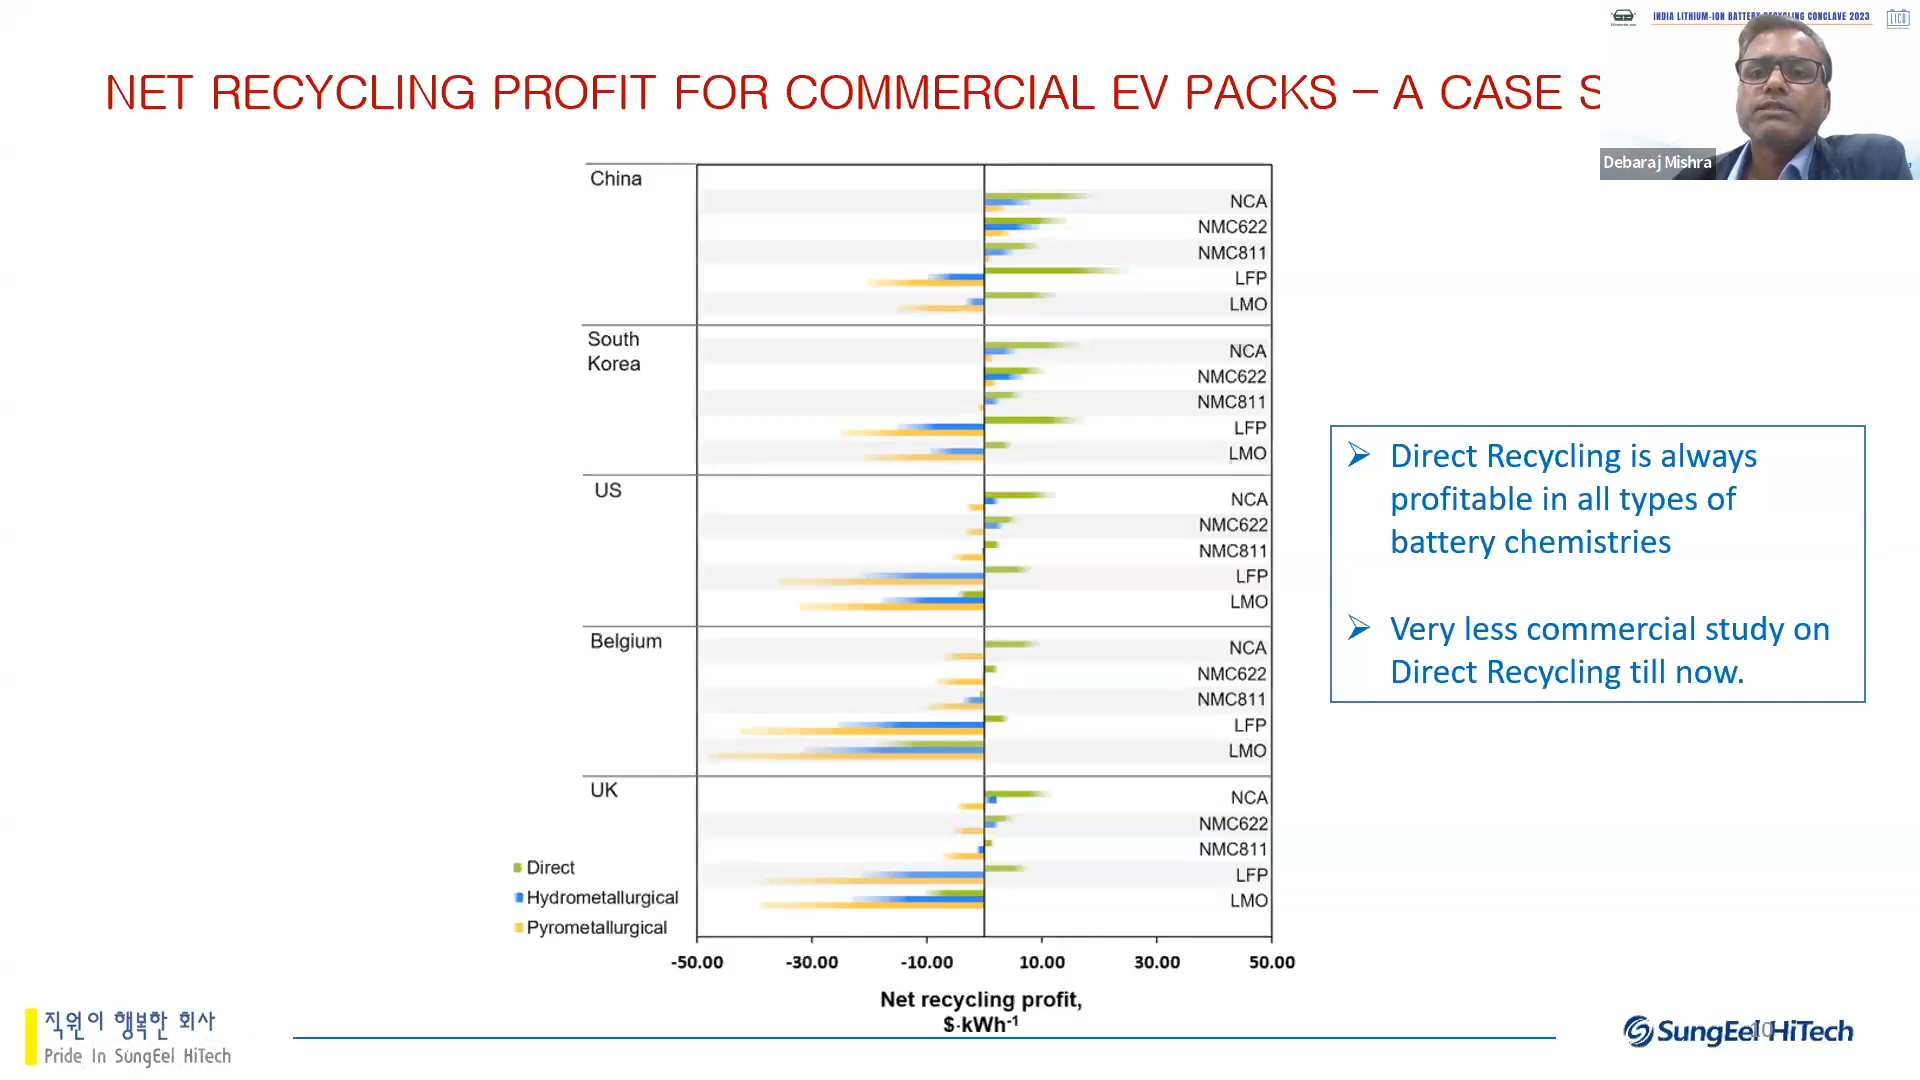 INDIA LITHIUM-ION BATTERY RECYCLING CONCLAVE 2023
LICO
NET RECYCLING PROFIT FOR COMMERCIAL EV PACKS – A CASE S
Debaraj Mishra
China
NCA
NMC622
NMC811
LFP
LMO
South
Korea
NCA
NMC622
NMC811
LFP
LMO
US
NCA
NMC622
NMC811
LFP
LMO
Belgium
NCA
NMC622
NMC811
LFP
LMO
UK
NCA
NMC622
NMC811
LFP
LMO
Direct
Hydrometallurgical
Pyrometallurgical
-50.00 -30.00 -10.00 10.00 30.00 50.00
Net recycling profit,
$·kWh⁻¹
➢ Direct Recycling is always
profitable in all types of
battery chemistries
➢ Very less commercial study on
Direct Recycling till now.
직원이 행복한 회사
Pride In SungEel HiTech
SungEel HiTech
10